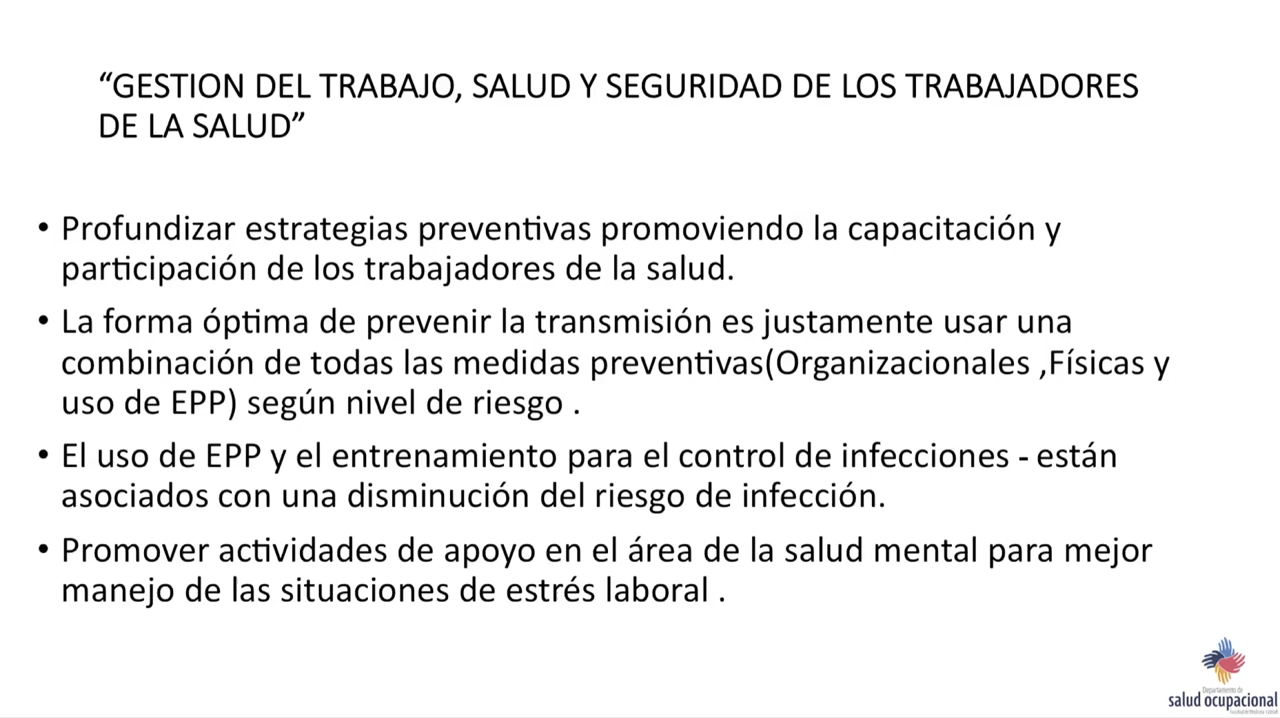 “GESTION DEL TRABAJO, SALUD Y SEGURIDAD DE LOS TRABAJADORES
DE LA SALUD”
• Profundizar estrategias preventivas promoviendo la capacitación y
participación de los trabajadores de la salud.
• La forma óptima de prevenir la transmisión es justamente usar una
combinación de todas las medidas preventivas(Organizacionales ,Físicas y
uso de EPP) según nivel de riesgo .
• El uso de EPP y el entrenamiento para el control de infecciones - están
asociados con una disminución del riesgo de infección.
• Promover actividades de apoyo en el área de la salud mental para mejor
manejo de las situaciones de estrés laboral .
Departamento de
salud ocupacional